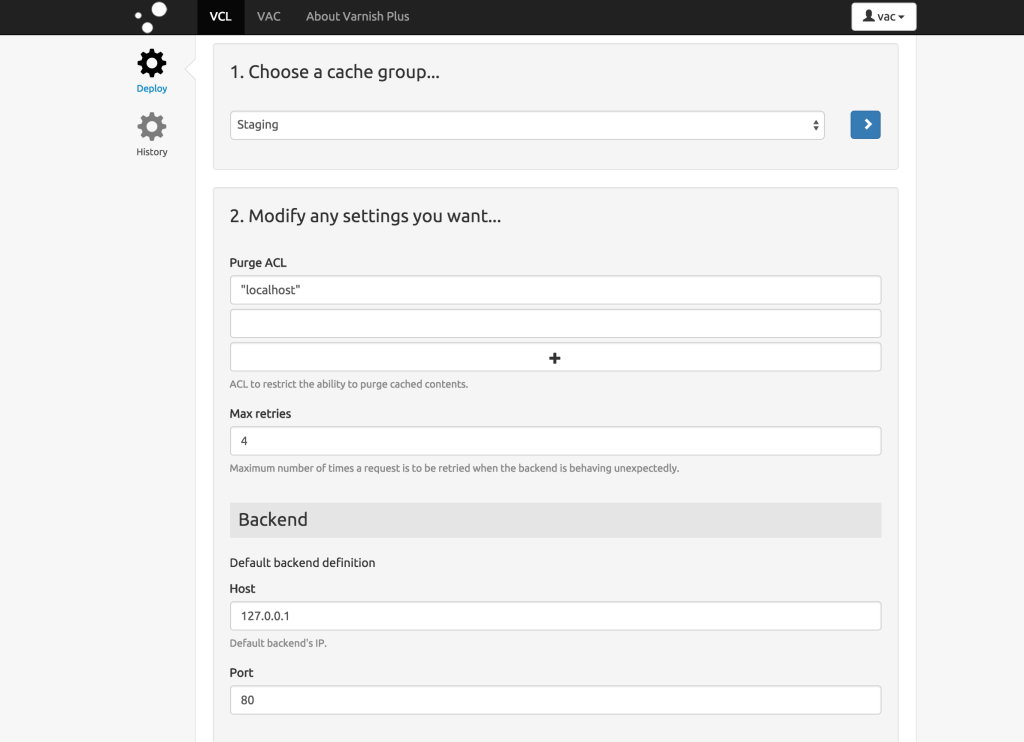 VCL VAC About Varnish Plus vac
Deploy
History
1. Choose a cache group...
Staging
2. Modify any settings you want...
Purge ACL
"localhost"
ACL to restrict the ability to purge cached contents.
Max retries
4
Maximum number of times a request is to be retried when the backend is behaving unexpectedly.
Backend
Default backend definition
Host
127.0.0.1
Default backend's IP.
Port
80